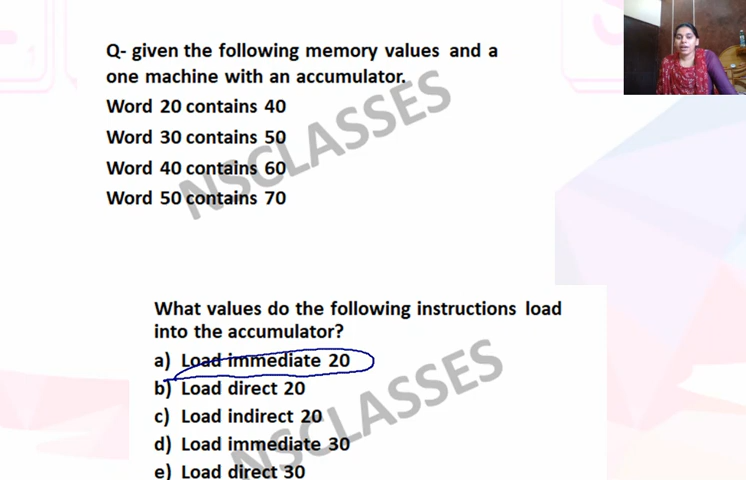 Q- given the following memory values and a
one machine with an accumulator.
Word 20 contains 40
Word 30 contains 50
Word 40 contains 60
Word 50 contains 70
NSCLASSES
What values do the following instructions load
into the accumulator?
a) Load immediate 20
b) Load direct 20
c) Load indirect 20
d) Load immediate 30
e) Load direct 30
NSCLASSES